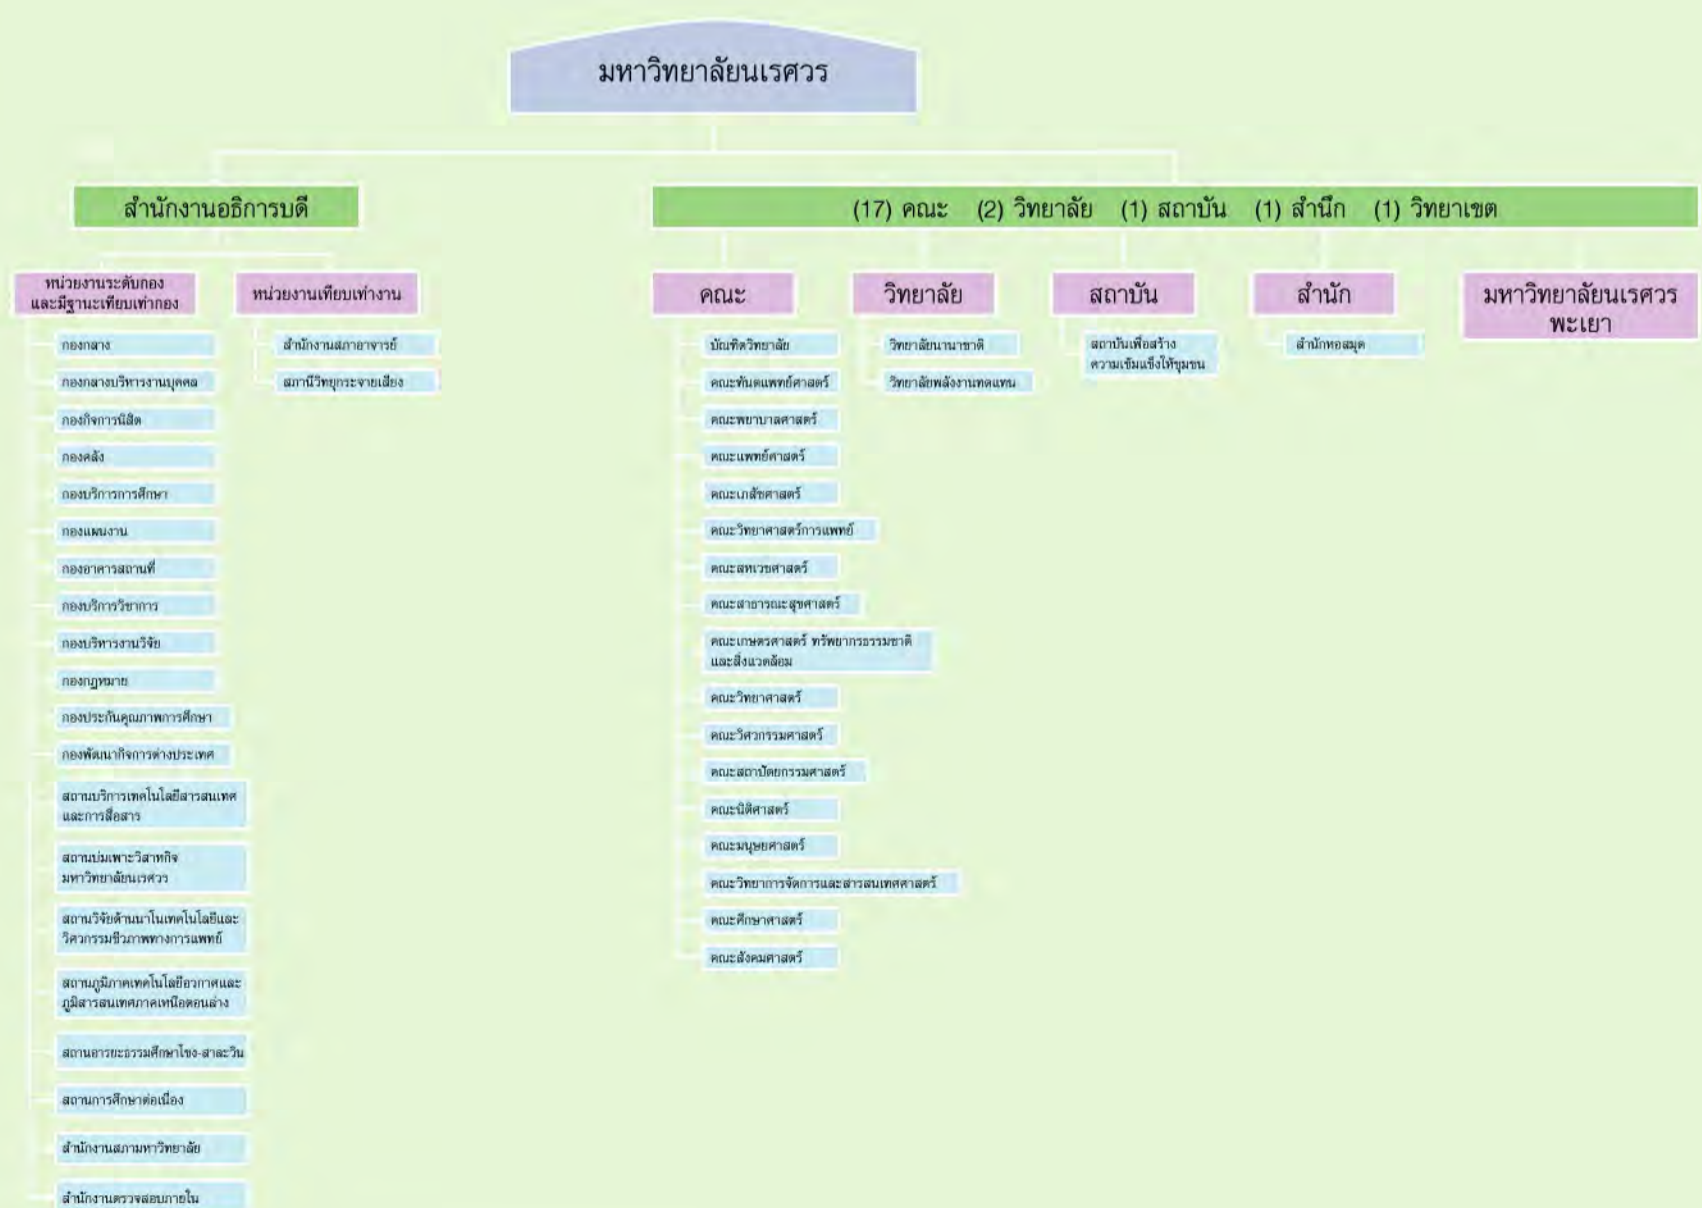 มหาวิทยาลัยนเรศวร
สำนักงานอธิการบดี
(17) คณะ (2) วิทยาลัย (1) สถาบัน (1) สำนึก (1) วิทยาเขต
หน่วยงานระดับกอง
และมีฐานะเทียบเท่ากอง
หน่วยงานเทียบเท่างาน
คณะ
วิทยาลัย
สถาบัน
สำนัก
มหาวิทยาลัยนเรศวร
พะเยา
กองกลาง
กองกลางบริหารงานบุคคล
กองกิจการนิสิต
กองคลัง
กองบริการการศึกษา
กองแผนงาน
กองอาคารสถานที่
กองบริการวิชาการ
กองบริหารงานวิจัย
กองกฎหมาย
กองประกันคุณภาพการศึกษา
กองพัฒนากิจการต่างประเทศ
สถานบริการเทคโนโลยีสารสนเทศ
และการสื่อสาร
สถานบ่มเพาะวิสาหกิจ
มหาวิทยาลัยนเรศวร
สถานวิจัยด้านนาโนเทคโนโลยีและ
วิศวกรรมชีวภาพทางการแพทย์
สถานภูมิภาคเทคโนโลยีอวกาศและ
ภูมิสารสนเทศภาคเหนือตอนล่าง
สถานอารยะธรรมศึกษาโขง-สาละวิน
สถานการศึกษาต่อเนื่อง
สำนักงานสภามหาวิทยาลัย
สำนักงานตรวจสอบภายใน
สำนักงานสภาอาจารย์
สถานีวิทยุกระจายเสียง
บัณฑิตวิทยาลัย
คณะทันตแพทย์ศาสตร์
คณะพยาบาลศาสตร์
คณะแพทย์ศาสตร์
คณะเภสัชศาสตร์
คณะวิทยาศาสตร์การแพทย์
คณะสหเวชศาสตร์
คณะสาธารณะสุขศาสตร์
คณะเกษตรศาสตร์ ทรัพยากรธรรมชาติ
และสิ่งแวดล้อม
คณะวิทยาศาสตร์
คณะวิศวกรรมศาสตร์
คณะสถาปัตยกรรมศาสตร์
คณะนิติศาสตร์
คณะมนุษยศาสตร์
คณะวิทยาการจัดการและสารสนเทศศาสตร์
คณะศึกษาศาสตร์
คณะสังคมศาสตร์
วิทยาลัยนานาชาติ
วิทยาลัยพลังงานทดแทน
สถาบันเพื่อสร้าง
ความเข้มแข็งให้ชุมชน
สำนักหอสมุด